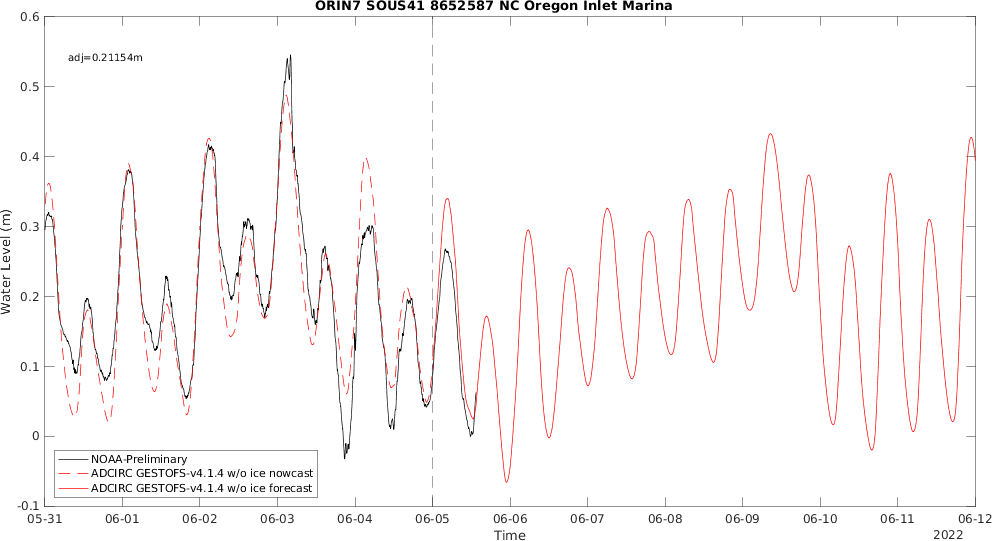 ORIN7 SOUS41 8652587 NC Oregon Inlet Marina
adj=0.21154m
0.6
0.5
0.4
0.3
0.2
0.1
0
-0.1
Water Level (m)
NOAA-Preliminary
ADCIRC GESTOFS-v4.1.4 w/o ice nowcast
ADCIRC GESTOFS-v4.1.4 w/o ice forecast
05-31 06-01 06-02 06-03 06-04 06-05 06-06 06-07 06-08 06-09 06-10 06-11 06-12
Time
2022